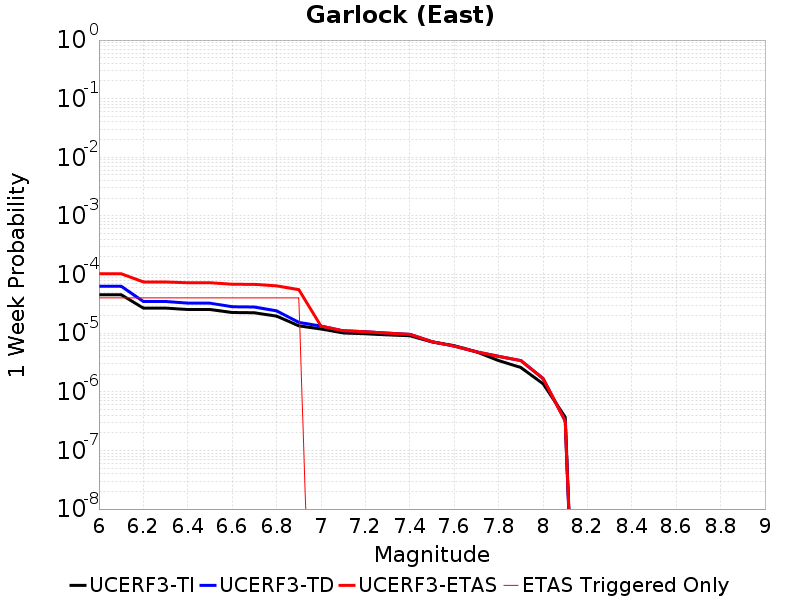 Garlock (East)
1 Week Probability
10^0
10^-1
10^-2
10^-3
10^-4
10^-5
10^-6
10^-7
10^-8
6 6.2 6.4 6.6 6.8 7 7.2 7.4 7.6 7.8 8 8.2 8.4 8.6 8.8 9
Magnitude
UCERF3-TI UCERF3-TD UCERF3-ETAS ETAS Triggered Only